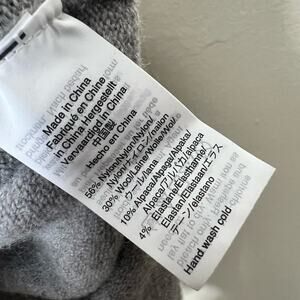 Made in China
Fabriqué en Chine
In China Hergestellt
Vervaardigd in China
中国製
Hecho en China
56% Nylon/Nylon/Nylon/
Nylon/ナイロン/nailon
30% Wool/Laine/Wolle/Wol/
ウール/lana
10% Alpaca/Alpaga/Alpaka/
Alpaca/アルパカ/alpaca
4% Elastane/Elasthanne/
Elastan/Elastaan/エラス
テーン/elastano
Hand wash cold